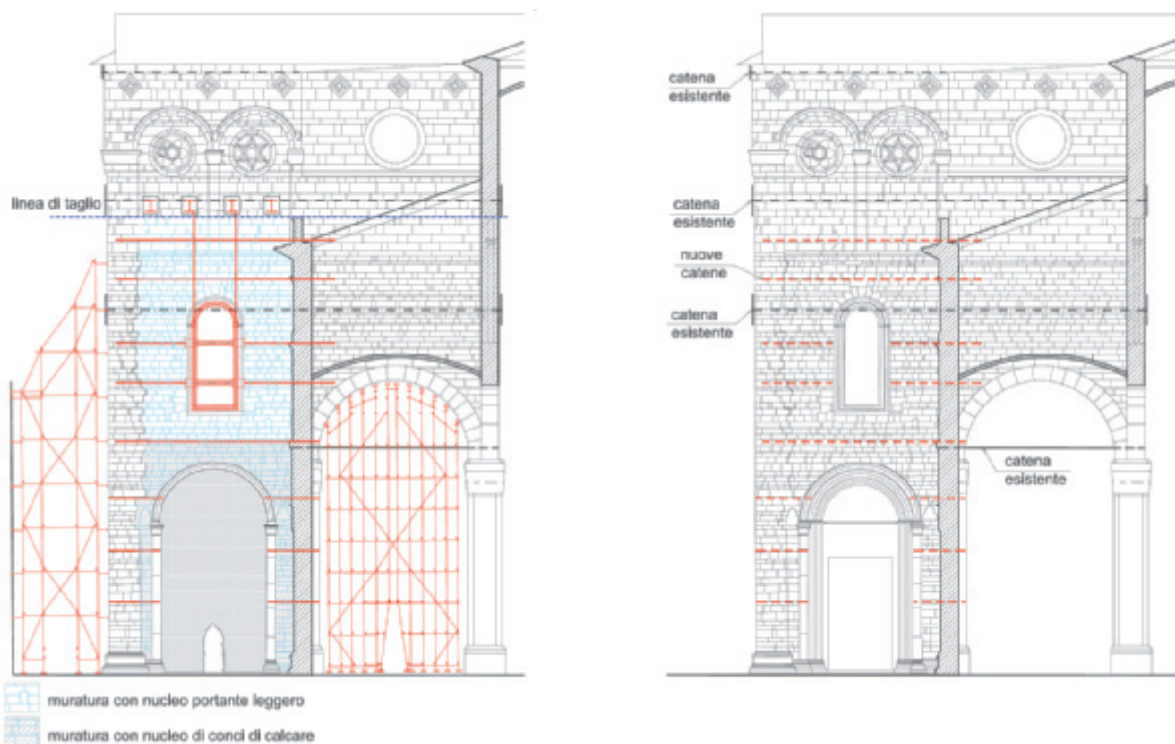 linea di taglio
muratura con nucleo portante leggero
muratura con nucleo di conci di calcare
catena
esistente
catena
esistente
nuove
catene
catena
esistente
catena
esistente